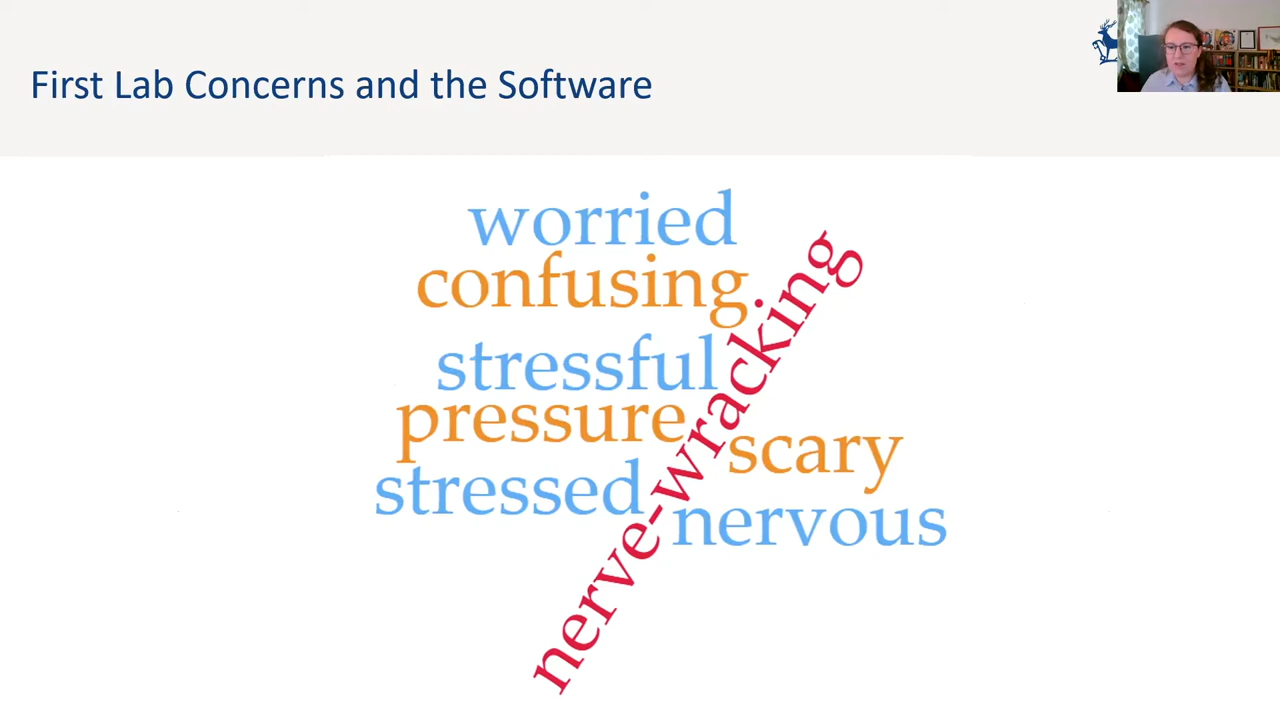 First Lab Concerns and the Software
worried
confusing
stressful
pressure
stressed
nerve-wracking
scary
nervous